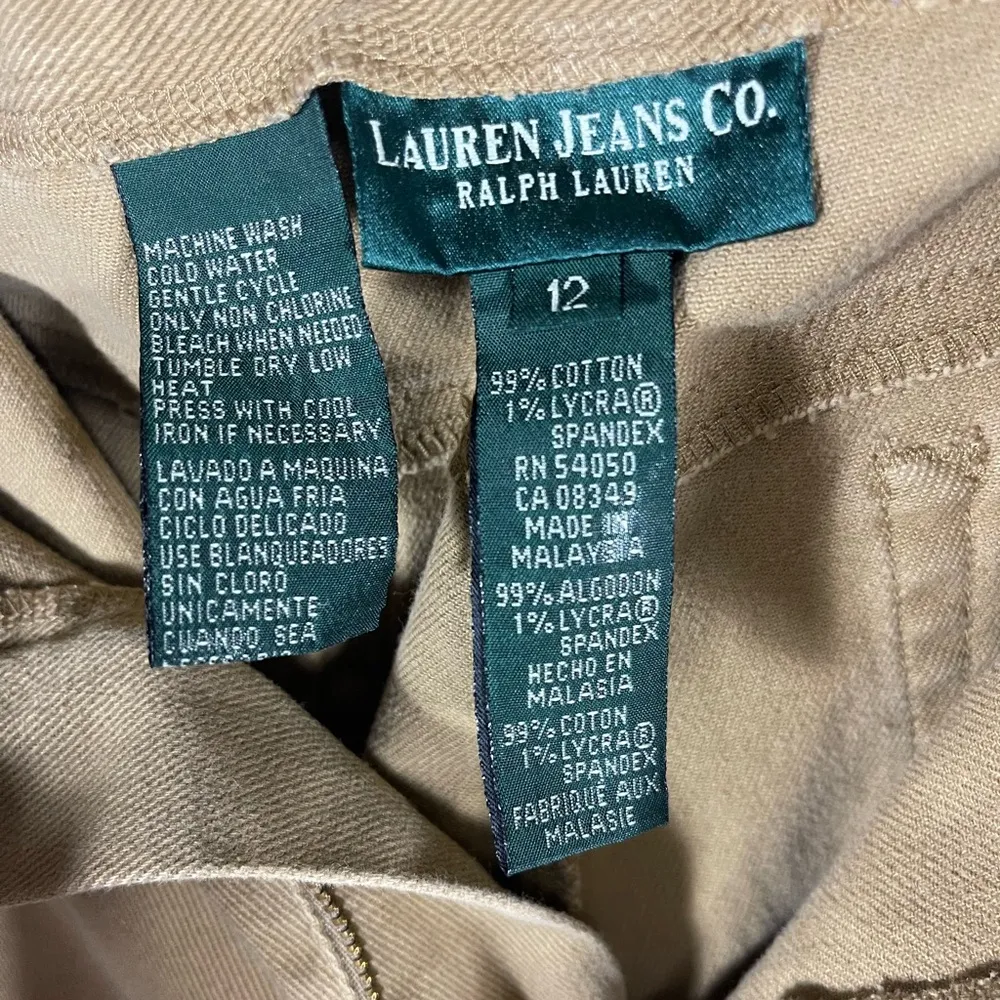 LAUREN JEANS CO.
RALPH LAUREN
12
MACHINE WASH
COLD WATER
GENTLE CYCLE
ONLY NON CHLORINE
BLEACH WHEN NEEDED
TUMBLE DRY LOW
HEAT
PRESS WITH COOL
IRON IF NECESSARY
LAVADO A MAQUINA
CON AGUA FRIA
CICLO DELICADO
USE BLANQUEADORES
SIN CLORO
UNICAMENTE
CUANDO SEA
99% COTTON
1% LYCRA®
SPANDEX
RN 54050
CA 08349
MADE IN
MALAYSIA
99% ALGODON
1% LYCRA®
SPANDEX
HECHO EN
MALASIA
99% COTON
1% LYCRA®
SPANDEX
FABRIQUE AUX
MALASIE